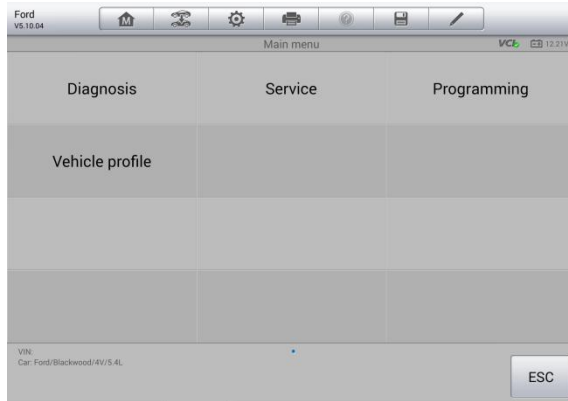 Ford
V5.10.04
M
Main menu
VCI
12.21V
Diagnosis
Service
Programming
Vehicle profile
VIN:
Car: Ford/Blackwood/4V/5.4L
ESC